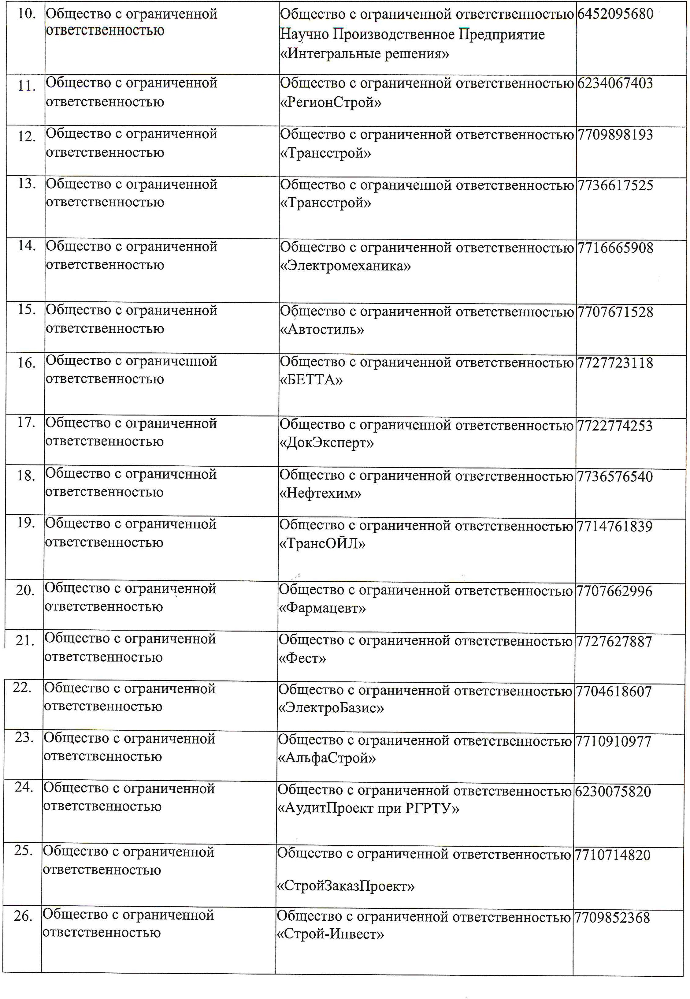 10. Общество с ограниченной Общество с ограниченной ответственностью 6452095680
ответственностью Научно Производственное Предприятие
«Интегральные решения»
11. Общество с ограниченной Общество с ограниченной ответственностью 6234067403
ответственностью «РегионСтрой»
12. Общество с ограниченной Общество с ограниченной ответственностью 7709898193
ответственностью «Трансстрой»
13. Общество с ограниченной Общество с ограниченной ответственностью 7736617525
ответственностью «Трансстрой»
14. Общество с ограниченной Общество с ограниченной ответственностью 7716665908
ответственностью «Электромеханика»
15. Общество с ограниченной Общество с ограниченной ответственностью 7707671528
ответственностью «Автостиль»
16. Общество с ограниченной Общество с ограниченной ответственностью 7727723118
ответственностью «БЕТТА»
17. Общество с ограниченной Общество с ограниченной ответственностью 7722774253
ответственностью «ДокЭксперт»
18. Общество с ограниченной Общество с ограниченной ответственностью 7736576540
ответственностью «Нефтехим»
19. Общество с ограниченной Общество с ограниченной ответственностью 7714761839
ответственностью «ТрансОЙЛ»
20. Общество с ограниченной Общество с ограниченной ответственностью 7707662996
ответственностью «Фармацевт»
21. Общество с ограниченной Общество с ограниченной ответственностью 7727627887
ответственностью «Фест»
22. Общество с ограниченной Общество с ограниченной ответственностью 7704618607
ответственностью «ЭлектроБазис»
23. Общество с ограниченной Общество с ограниченной ответственностью 7710910977
ответственностью «АльфаСтрой»
24. Общество с ограниченной Общество с ограниченной ответственностью 6230075820
ответственностью «АудитПроект при РГРТУ»
25. Общество с ограниченной Общество с ограниченной ответственностью 7710714820
ответственностью
«СтройЗаказПроект»
26. Общество с ограниченной Общество с ограниченной ответственностью 7709852368
ответственностью «Строй-Инвест»